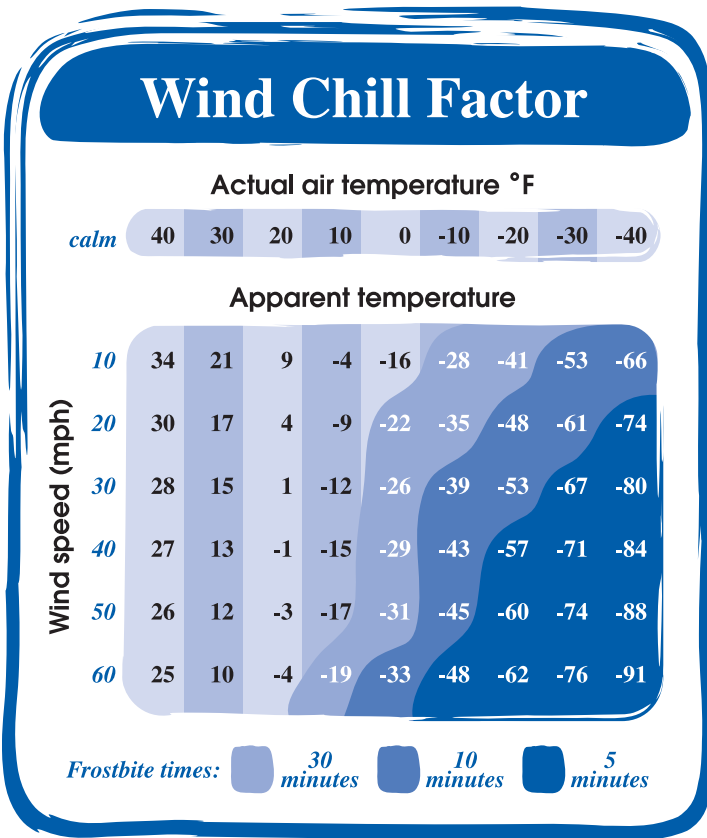 Wind Chill Factor
Actual air temperature °F
calm 40 30 20 10 0 -10 -20 -30 -40
Apparent temperature
Wind speed (mph)
10 34 21 9 -4 -16 -28 -41 -53 -66
20 30 17 4 -9 -22 -35 -48 -61 -74
30 28 15 1 -12 -26 -39 -53 -67 -80
40 27 13 -1 -15 -29 -43 -57 -71 -84
50 26 12 -3 -17 -31 -45 -60 -74 -88
60 25 10 -4 -19 -33 -48 -62 -76 -91
Frostbite times: 30 minutes 10 minutes 5 minutes